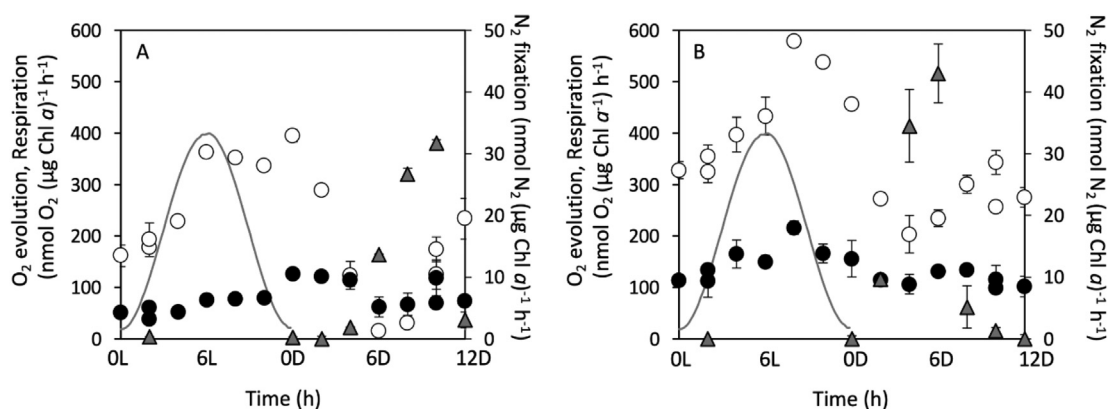 A
O₂ evolution, Respiration
(nmol O₂ (µg Chl a)⁻¹ h⁻¹)
600
500
400
300
200
100
0
50
40
30
20
10
0
N₂ fixation (nmol N₂ (µg Chl a)⁻¹ h⁻¹)
0L 6L 0D 6D 12D
Time (h)
B
O₂ evolution, Respiration
(nmol O₂ (µg Chl a⁻¹) h⁻¹)
600
500
400
300
200
100
0
50
40
30
20
10
0
N₂ fixation (nmol N₂ (µg Chl a)⁻¹ h⁻¹)
0L 6L 0D 6D 12D
Time (h)